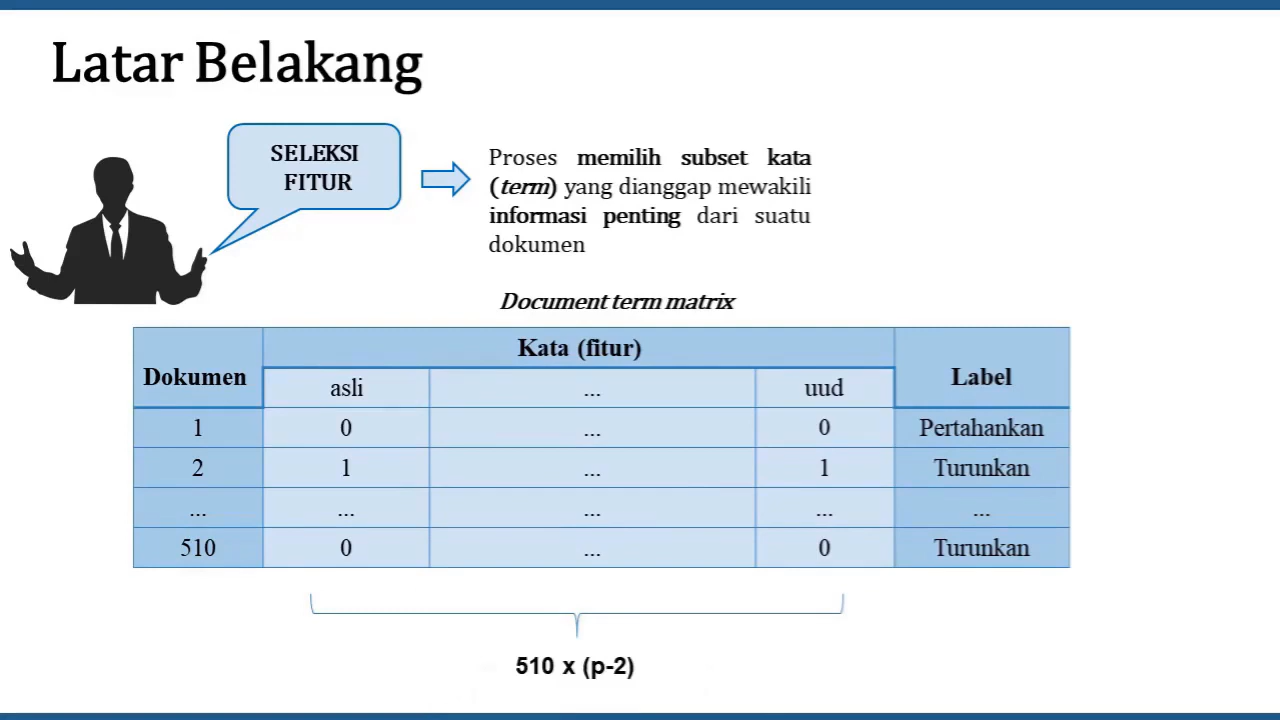 Latar Belakang
SELEKSI
FITUR
Proses memilih subset kata
(term) yang dianggap mewakili
informasi penting dari suatu
dokumen
Document term matrix
Dokumen Kata (fitur) Label
asli ... uud
1 0 ... 0 Pertahankan
2 1 ... 1 Turunkan
... ... ... ... ...
510 0 ... 0 Turunkan
510 x (p-2)